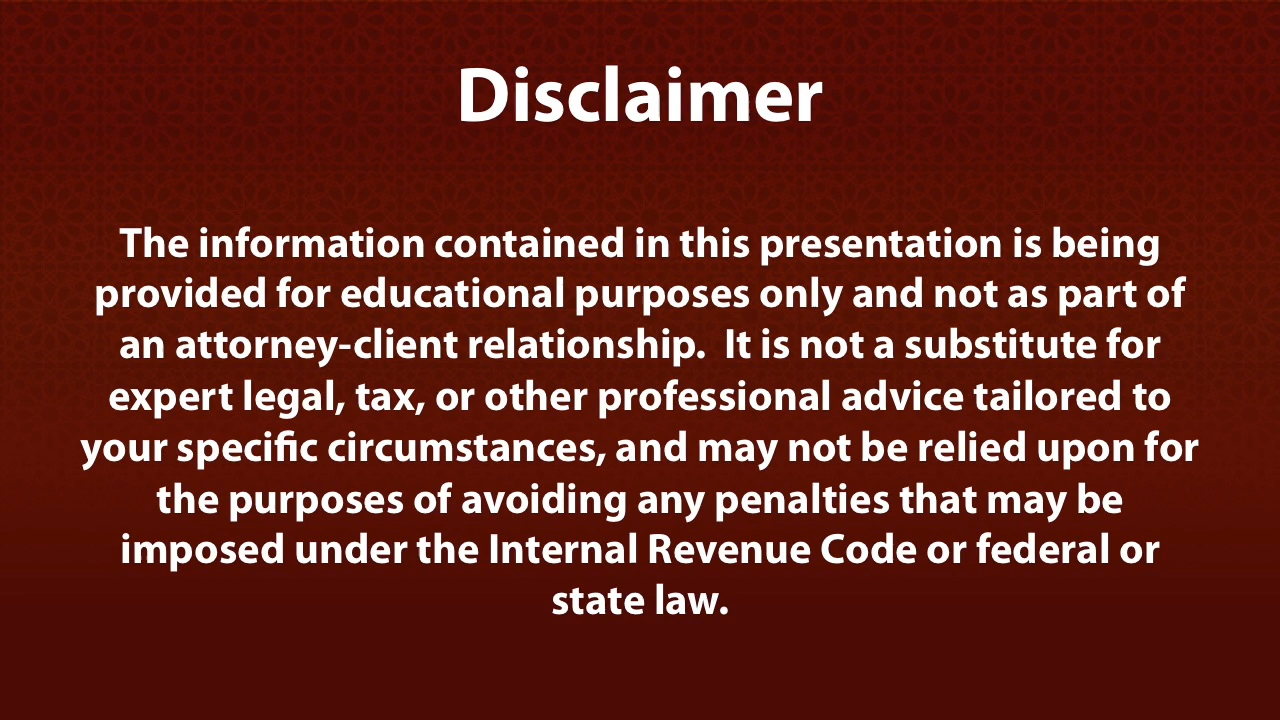 Disclaimer
The information contained in this presentation is being
provided for educational purposes only and not as part of
an attorney-client relationship.  It is not a substitute for
expert legal, tax, or other professional advice tailored to
your specific circumstances, and may not be relied upon for
the purposes of avoiding any penalties that may be
imposed under the Internal Revenue Code or federal or
state law.